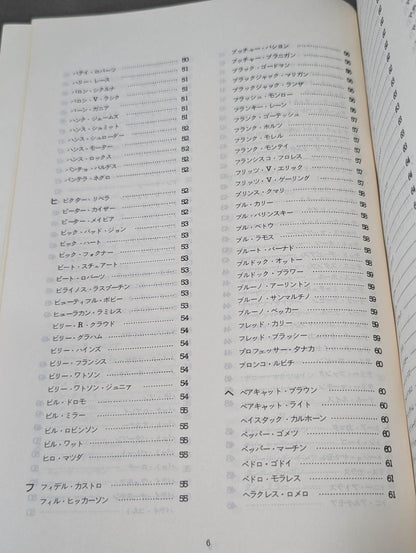 バディ・ロバーツ 50
ハリー・レース 51
バロン・シクルナ 51
バロン・V・ラシク 51
バーン・ガニア 51
ハンク・ジェームス 51
ハンス・シュミット 52
ハンス・シュローダー 52
ハンス・モーター 52
ハンス・ロックス 52
パンチョ・バルデス 52
パンテラ・ネグロ 52
ヒ ビクター・リベラ 52
ピーター・カイザー 52
ピーター・メイビア 52
ビック・バッド・ジョン 53
ビック・ハート 53
ビック・フォクナー 53
ビート・スチュアート 53
ビート・ロバーツ 53
ビライノス・ラスプーチン 53
ビューティフル・ボビー 53
ヒューラカン・ラミレス 53
ビリー・R・クラウド 54
ビリー・グラハム 54
ビリー・ハインズ 54
ビリー・フランシス 54
ビリー・ワトソン 54
ビリー・ワトソン・ジュニア 54
ビル・ドロモ 54
ビル・ミラー 55
ビル・ロビンソン 55
ビル・ワット 55
ヒロ・マツダ 55
フ フィデル・カストロ 55
フィル・ヒッカーソン 55
ブッチャー・バション
ブッチャー・ブラニガン 56
ブラック・ゴードマン 56
ブラックジャック・マリガン 56
ブラックジャック・ランザ 56
ブラッシュ・モンロー 56
フランキー・レーン 56
フランク・ゴーディッシュ 57
フランク・ホルツ 57
フランク・モレル 57
フランク・モンティ 57
フランシスコ・フロレス 57
フリッツ・V・エリック 57
フリッツ・V・ゲーリング 57
プリンス・クマリ 58
ブル・カリー 58
ブル・バリンスキー 58
ブル・ベトウ 58
ブル・ラモス 58
ブルート・バーナド 58
ブルドック・オットー 58
ブルドック・ブラワー 58
ブルーノ・アーリントン 59
ブルーノ・サンマルチノ 59
ブルーノ・ベッカー 59
フレッド・カリー 59
フレッド・ブラッシー 59
プロフェッサー・タナカ 60
ブロンコ・ルビチ 60
ヘ ベアキャット・ブラウン 60
ベアキャット・ライト 60
ヘイスタック・カルホーン 60
ペッパー・ゴメツ 60
ペッパー・マーチン 60
ペドロ・ゴドイ 61
ペドロ・モラレス 61
ヘラクレス・ロメロ 61
6